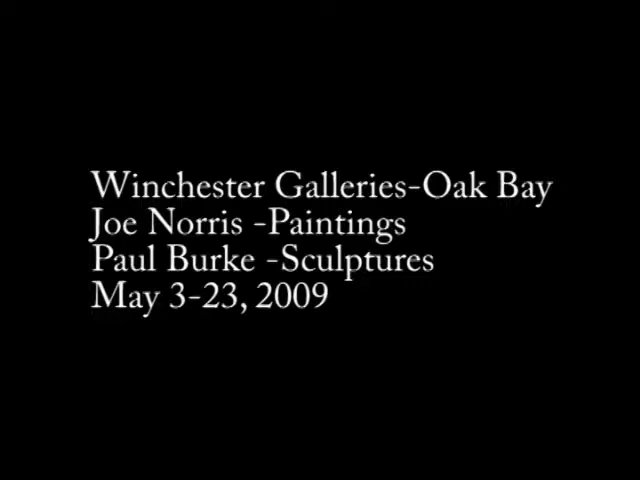 Winchester Galleries-Oak Bay
Joe Norris -Paintings
Paul Burke -Sculptures
May 3-23, 2009